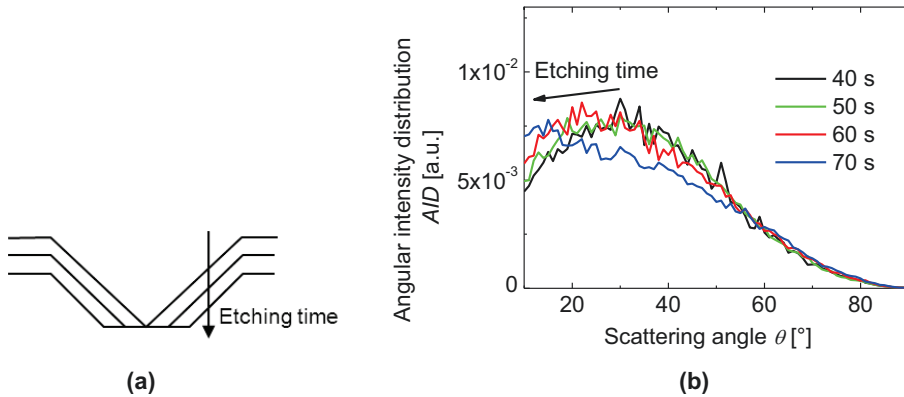 Etching time
(a)
Angular intensity distribution
AID [a.u.]
1x10⁻²
5x10⁻³
0
20
40
60
80
Scattering angle θ [°]
Etching time
40 s
50 s
60 s
70 s
(b)